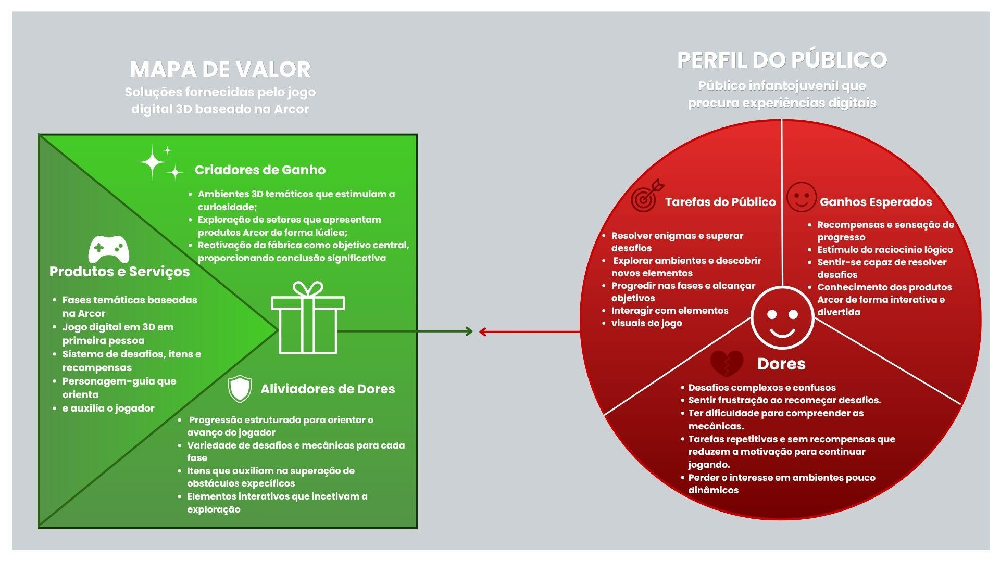 MAPA DE VALOR
Soluções fornecidas pelo jogo
digital 3D baseado na Arcor
Criadores de Ganho
• Ambientes 3D temáticos que estimulam a
curiosidade;
• Exploração de setores que apresentam
produtos Arcor de forma lúdica;
• Reativação da fábrica como objetivo central,
proporcionando conclusão significativa
Produtos e Serviços
• Fases temáticas baseadas
na Arcor
• Jogo digital em 3D em
primeira pessoa
• Sistema de desafios, itens e
recompensas
• Personagem-guia que
orienta
• e auxilia o jogador
Aliviadores de Dores
• Progressão estruturada para orientar o
avanço do jogador
• Variedade de desafios e mecânicas para cada
fase
• Itens que auxiliam na superação de
obstáculos expecíficos
• Elementos interativos que incetivam a
exploração
PERFIL DO PÚBLICO
Público infantojuvenil que
procura experiências digitais
Tarefas do Público
• Resolver enigmas e superar
desafios
• Explorar ambientes e descobrir
novos elementos
• Progredir nas fases e alcançar
objetivos
• Interagir com elementos
• visuais do jogo
Ganhos Esperados
• Recompensas e sensação de
progresso
• Estímulo do raciocínio lógico
• Sentir-se capaz de resolver
desafios
• Conhecimento dos produtos
Arcor de forma interativa e
divertida
Dores
• Desafios complexos e confusos
• Sentir frustração ao recomeçar desafios.
• Ter dificuldade para compreender as
mecânicas.
• Tarefas repetitivas e sem recompensas que
reduzem a motivação para continuar
jogando.
• Perder o interesse em ambientes pouco
dinâmicos